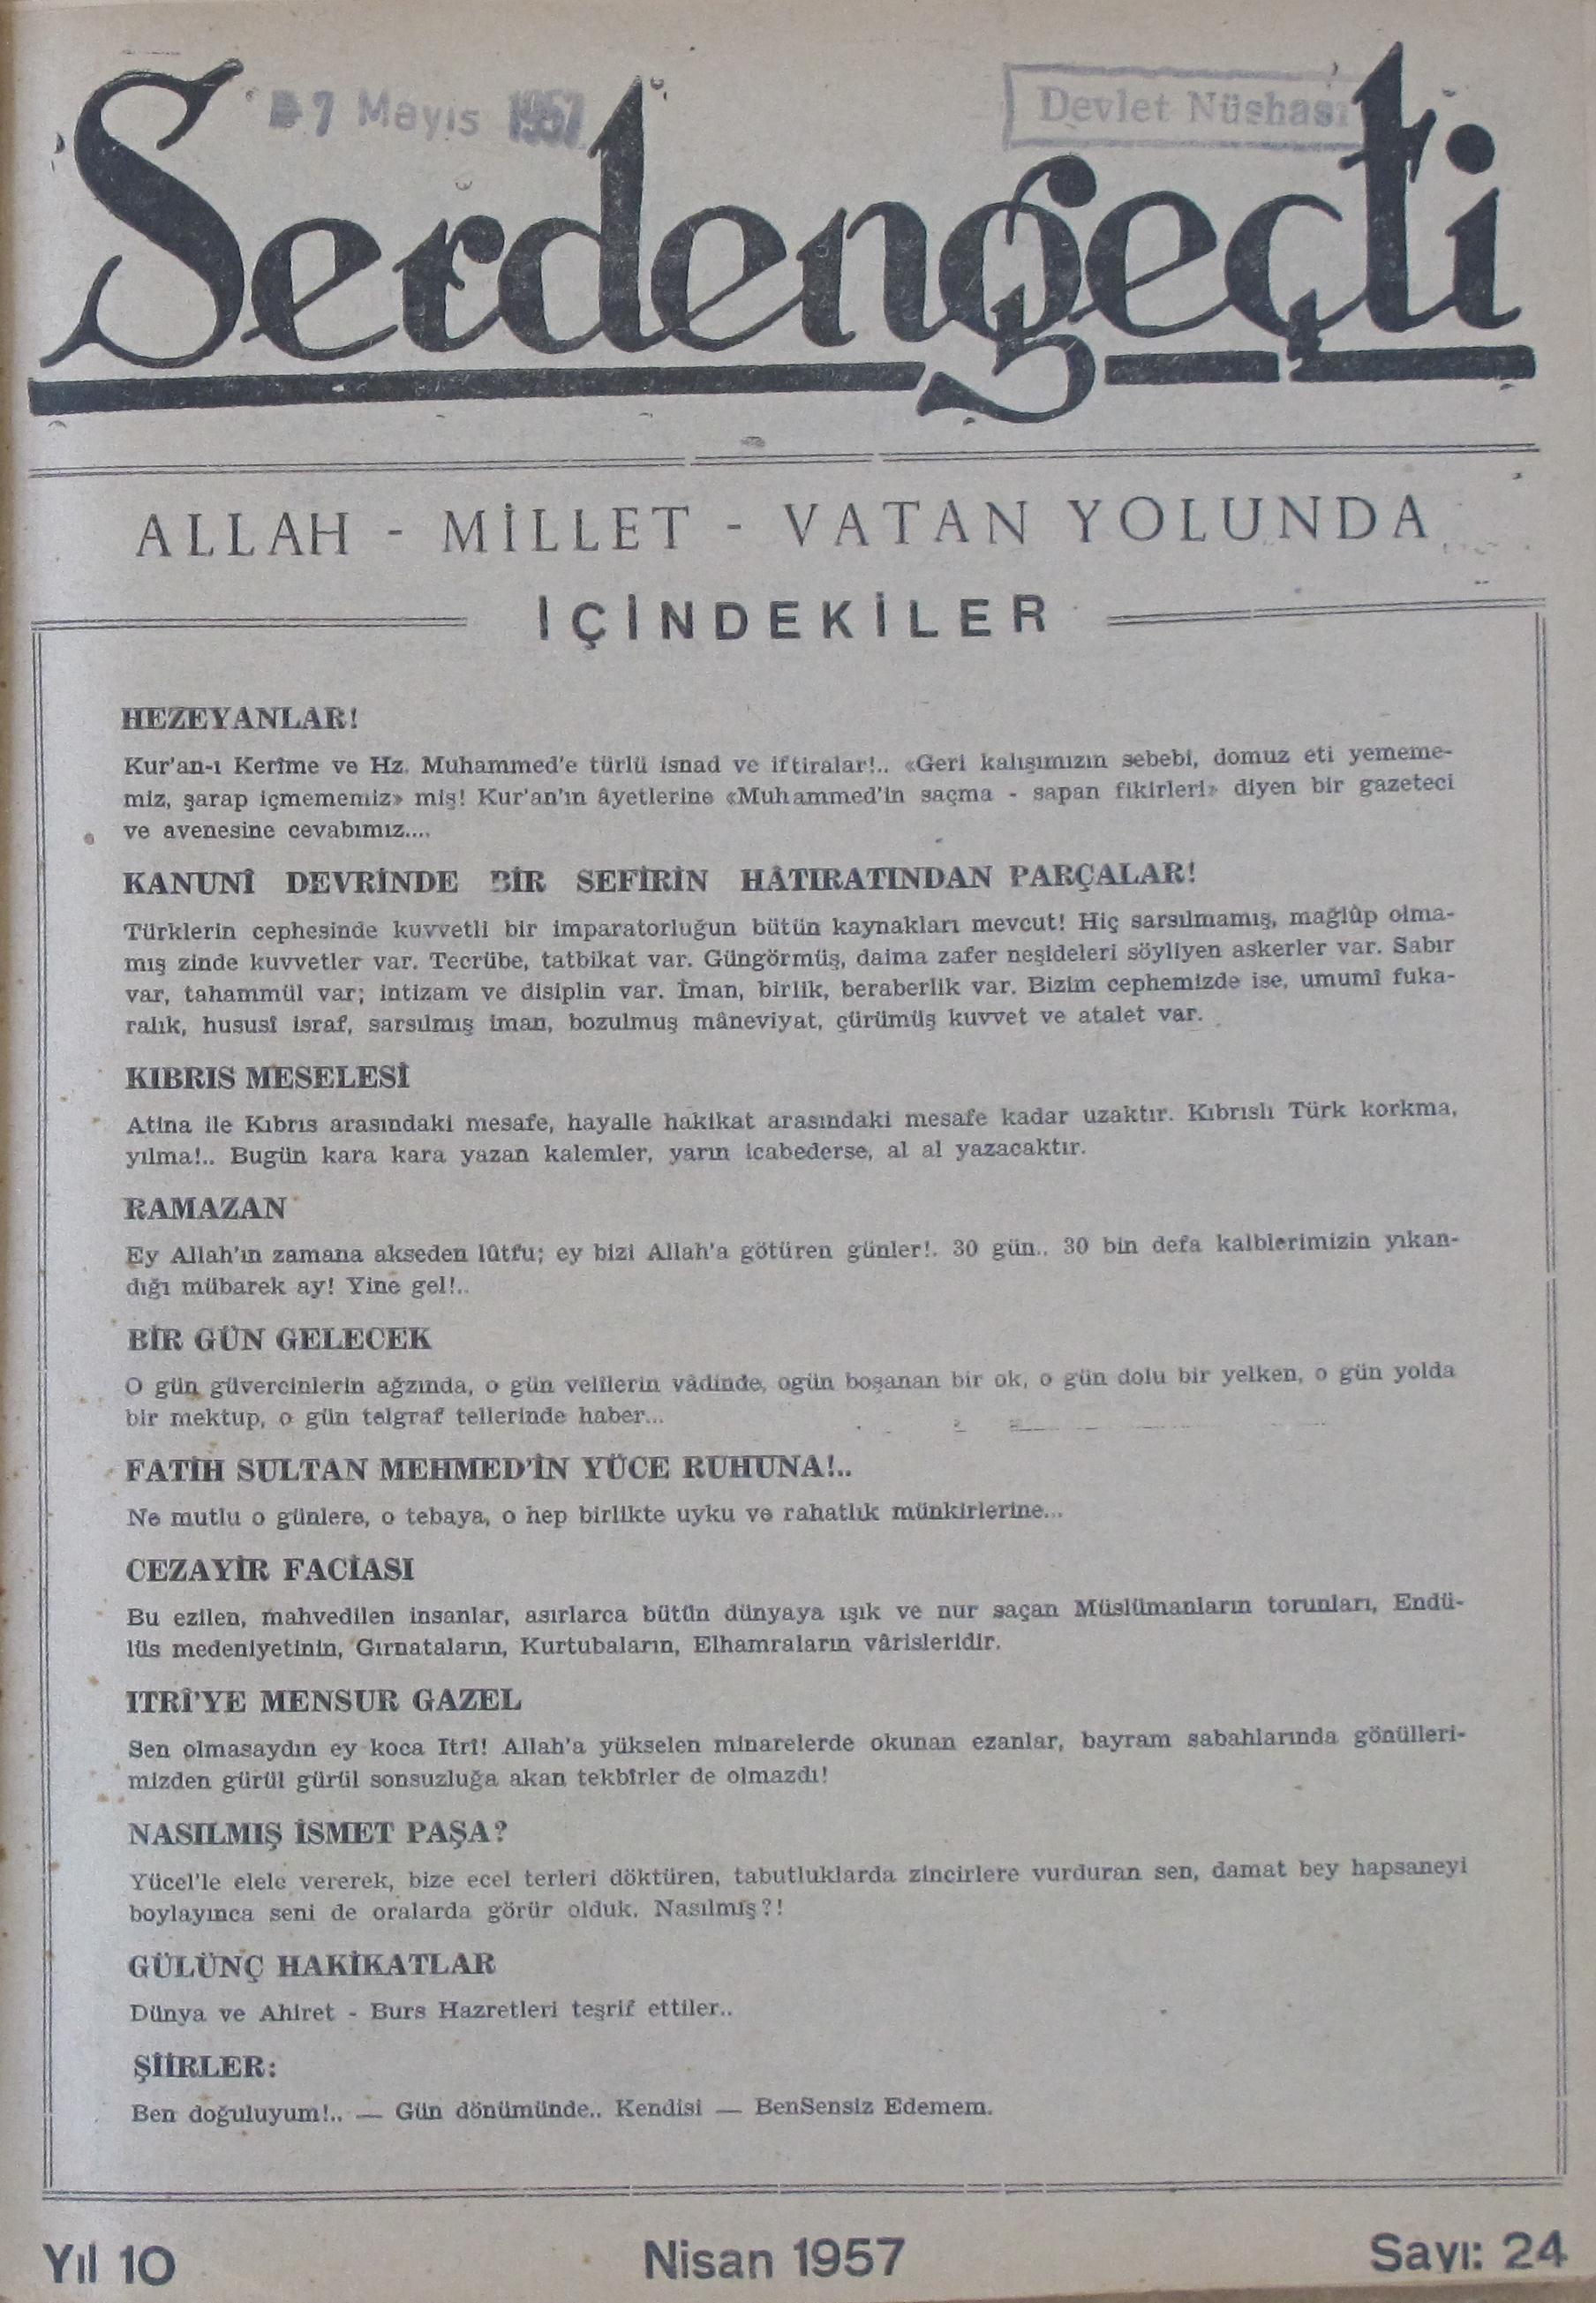 7 Mayıs 1957
Devlet Nüshası
Serdengeçti
ALLAH - MİLLET - VATAN YOLUNDA
İÇİNDEKİLER
HEZEYANLAR!
Kur'an-ı Kerîme ve Hz. Muhammed'e türlü isnad ve iftiralar!.. «Geri kalışımızın sebebi, domuz eti yememe-
miz, şarap içmememiz» miş! Kur'an'ın âyetlerine «Muhammed'in saçma - sapan fikirleri» diyen bir gazeteci
ve avenesine cevabımız....
KANUNÎ DEVRİNDE BİR SEFİRİN HÂTIRATINDAN PARÇALAR!
Türklerin cephesinde kuvvetli bir imparatorluğun bütün kaynakları mevcut! Hiç sarsılmamış, mağlûp olma-
mış zinde kuvvetler var. Tecrübe, tatbikat var. Güngörmüş, daima zafer neşideleri söyliyen askerler var. Sabır
var, tahammül var; intizam ve disiplin var. İman, birlik, beraberlik var. Bizim cephemizde ise, umumî fuka-
ralık, hususî israf, sarsılmış iman, bozulmuş mâneviyat, çürümüş kuvvet ve atalet var.
KIBRIS MESELESİ
Atina ile Kıbrıs arasındaki mesafe, hayalle hakikat arasındaki mesafe kadar uzaktır. Kıbrıslı Türk korkma,
yılma!.. Bugün kara kara yazan kalemler, yarın icabederse, al al yazacaktır.
RAMAZAN
Ey Allah'ın zamana akseden lûtfu; ey bizi Allah'a götüren günler!. 30 gün.. 30 bin defa kalblerimizin yıkan-
dığı mübarek ay! Yine gel!..
BİR GÜN GELECEK
O gün güvercinlerin ağzında, o gün velîlerin vâdinde, ogün boşanan bir ok, o gün dolu bir yelken, o gün yolda
bir mektup, o gün telgraf tellerinde haber...
FATİH SULTAN MEHMED'İN YÜCE RUHUNA!..
Ne mutlu o günlere, o tebaya, o hep birlikte uyku ve rahatlık münkirlerine...
CEZAYİR FACİASI
Bu ezilen, mahvedilen insanlar, asırlarca bütün dünyaya ışık ve nur saçan Müslümanların torunları, Endü-
lüs medeniyetinin, Gırnataların, Kurtubaların, Elhamraların vârisleridir.
ITRÎ'YE MENSUR GAZEL
Sen olmasaydın ey koca Itrî! Allah'a yükselen minarelerde okunan ezanlar, bayram sabahlarında gönülleri-
mizden gürül gürül sonsuzluğa akan tekbîrler de olmazdı!
NASILMIŞ İSMET PAŞA?
Yücel'le elele vererek, bize ecel terleri döktüren, tabutluklarda zincirlere vurduran sen, damat bey hapsaneyi
boylayınca seni de oralarda görür olduk. Nasılmış?!
GÜLÜNÇ HAKİKATLAR
Dünya ve Ahiret - Burs Hazretleri teşrif ettiler..
ŞİİRLER:
Ben doğuluyum!.. — Gün dönümünde.. Kendisi — BenSensiz Edemem.
Yıl 10
Nisan 1957
Sayı: 24